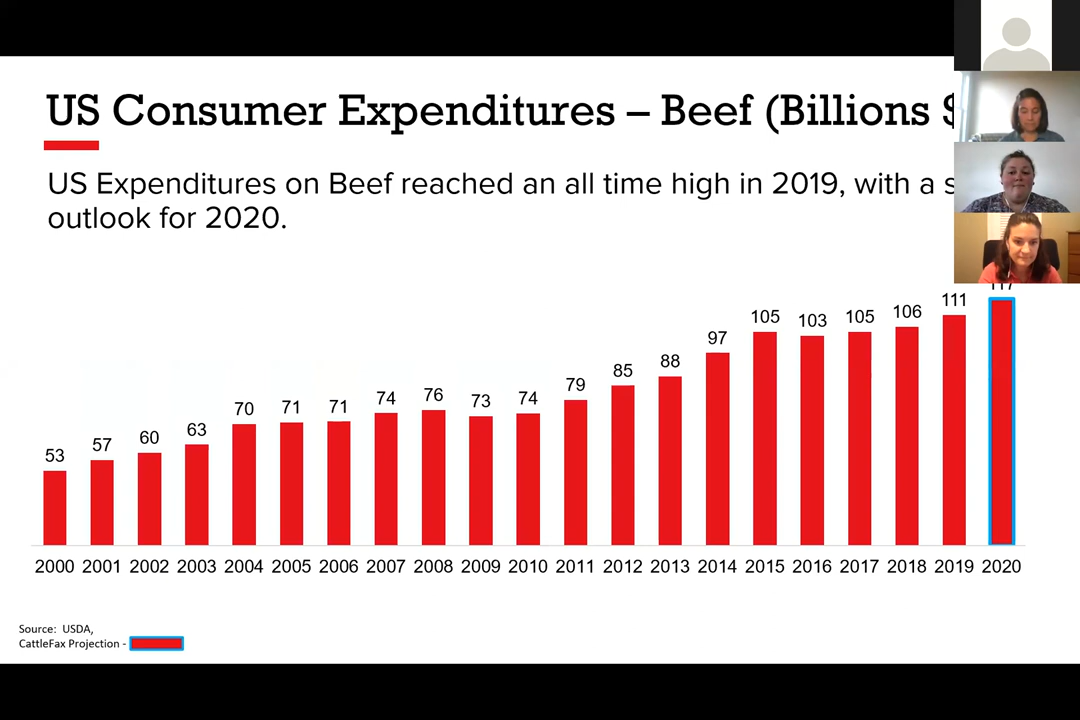 US Consumer Expenditures – Beef (Billions
US Expenditures on Beef reached an all time high in 2019, with a
outlook for 2020.
117
111
105 103 105 106
97
88
85
79
74 76 73 74
70 71 71
63
60
57
53
2000 2001 2002 2003 2004 2005 2006 2007 2008 2009 2010 2011 2012 2013 2014 2015 2016 2017 2018 2019 2020
Source: USDA,
CattleFax Projection -